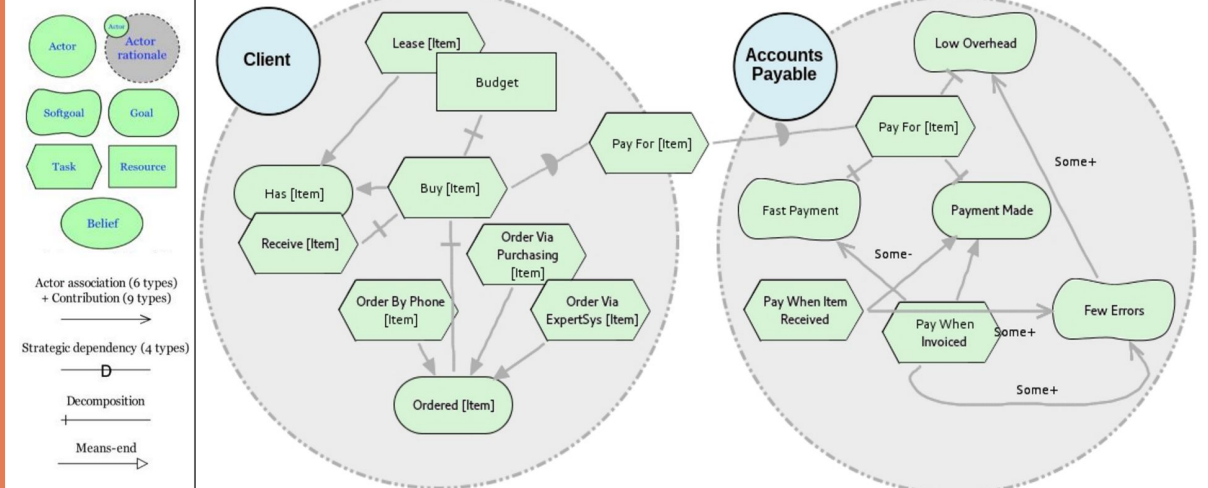 Actor
Actor
Actor
rationale
Softgoal
Goal
Task
Resource
Belief
Actor association (6 types)
+ Contribution (9 types)
Strategic dependency (4 types)
D
Decomposition
Means-end
Client
Lease [Item]
Budget
Pay For [Item]
Has [Item]
Buy [Item]
Receive [Item]
Order Via
Purchasing
[Item]
Order By Phone
[Item]
Order Via
ExpertSys [Item]
Ordered [Item]
Accounts
Payable
Low Overhead
Pay For [Item]
Some+
Fast Payment
Payment Made
Some-
Pay When Item
Received
Pay When
Invoiced
Some+
Few Errors
Some+